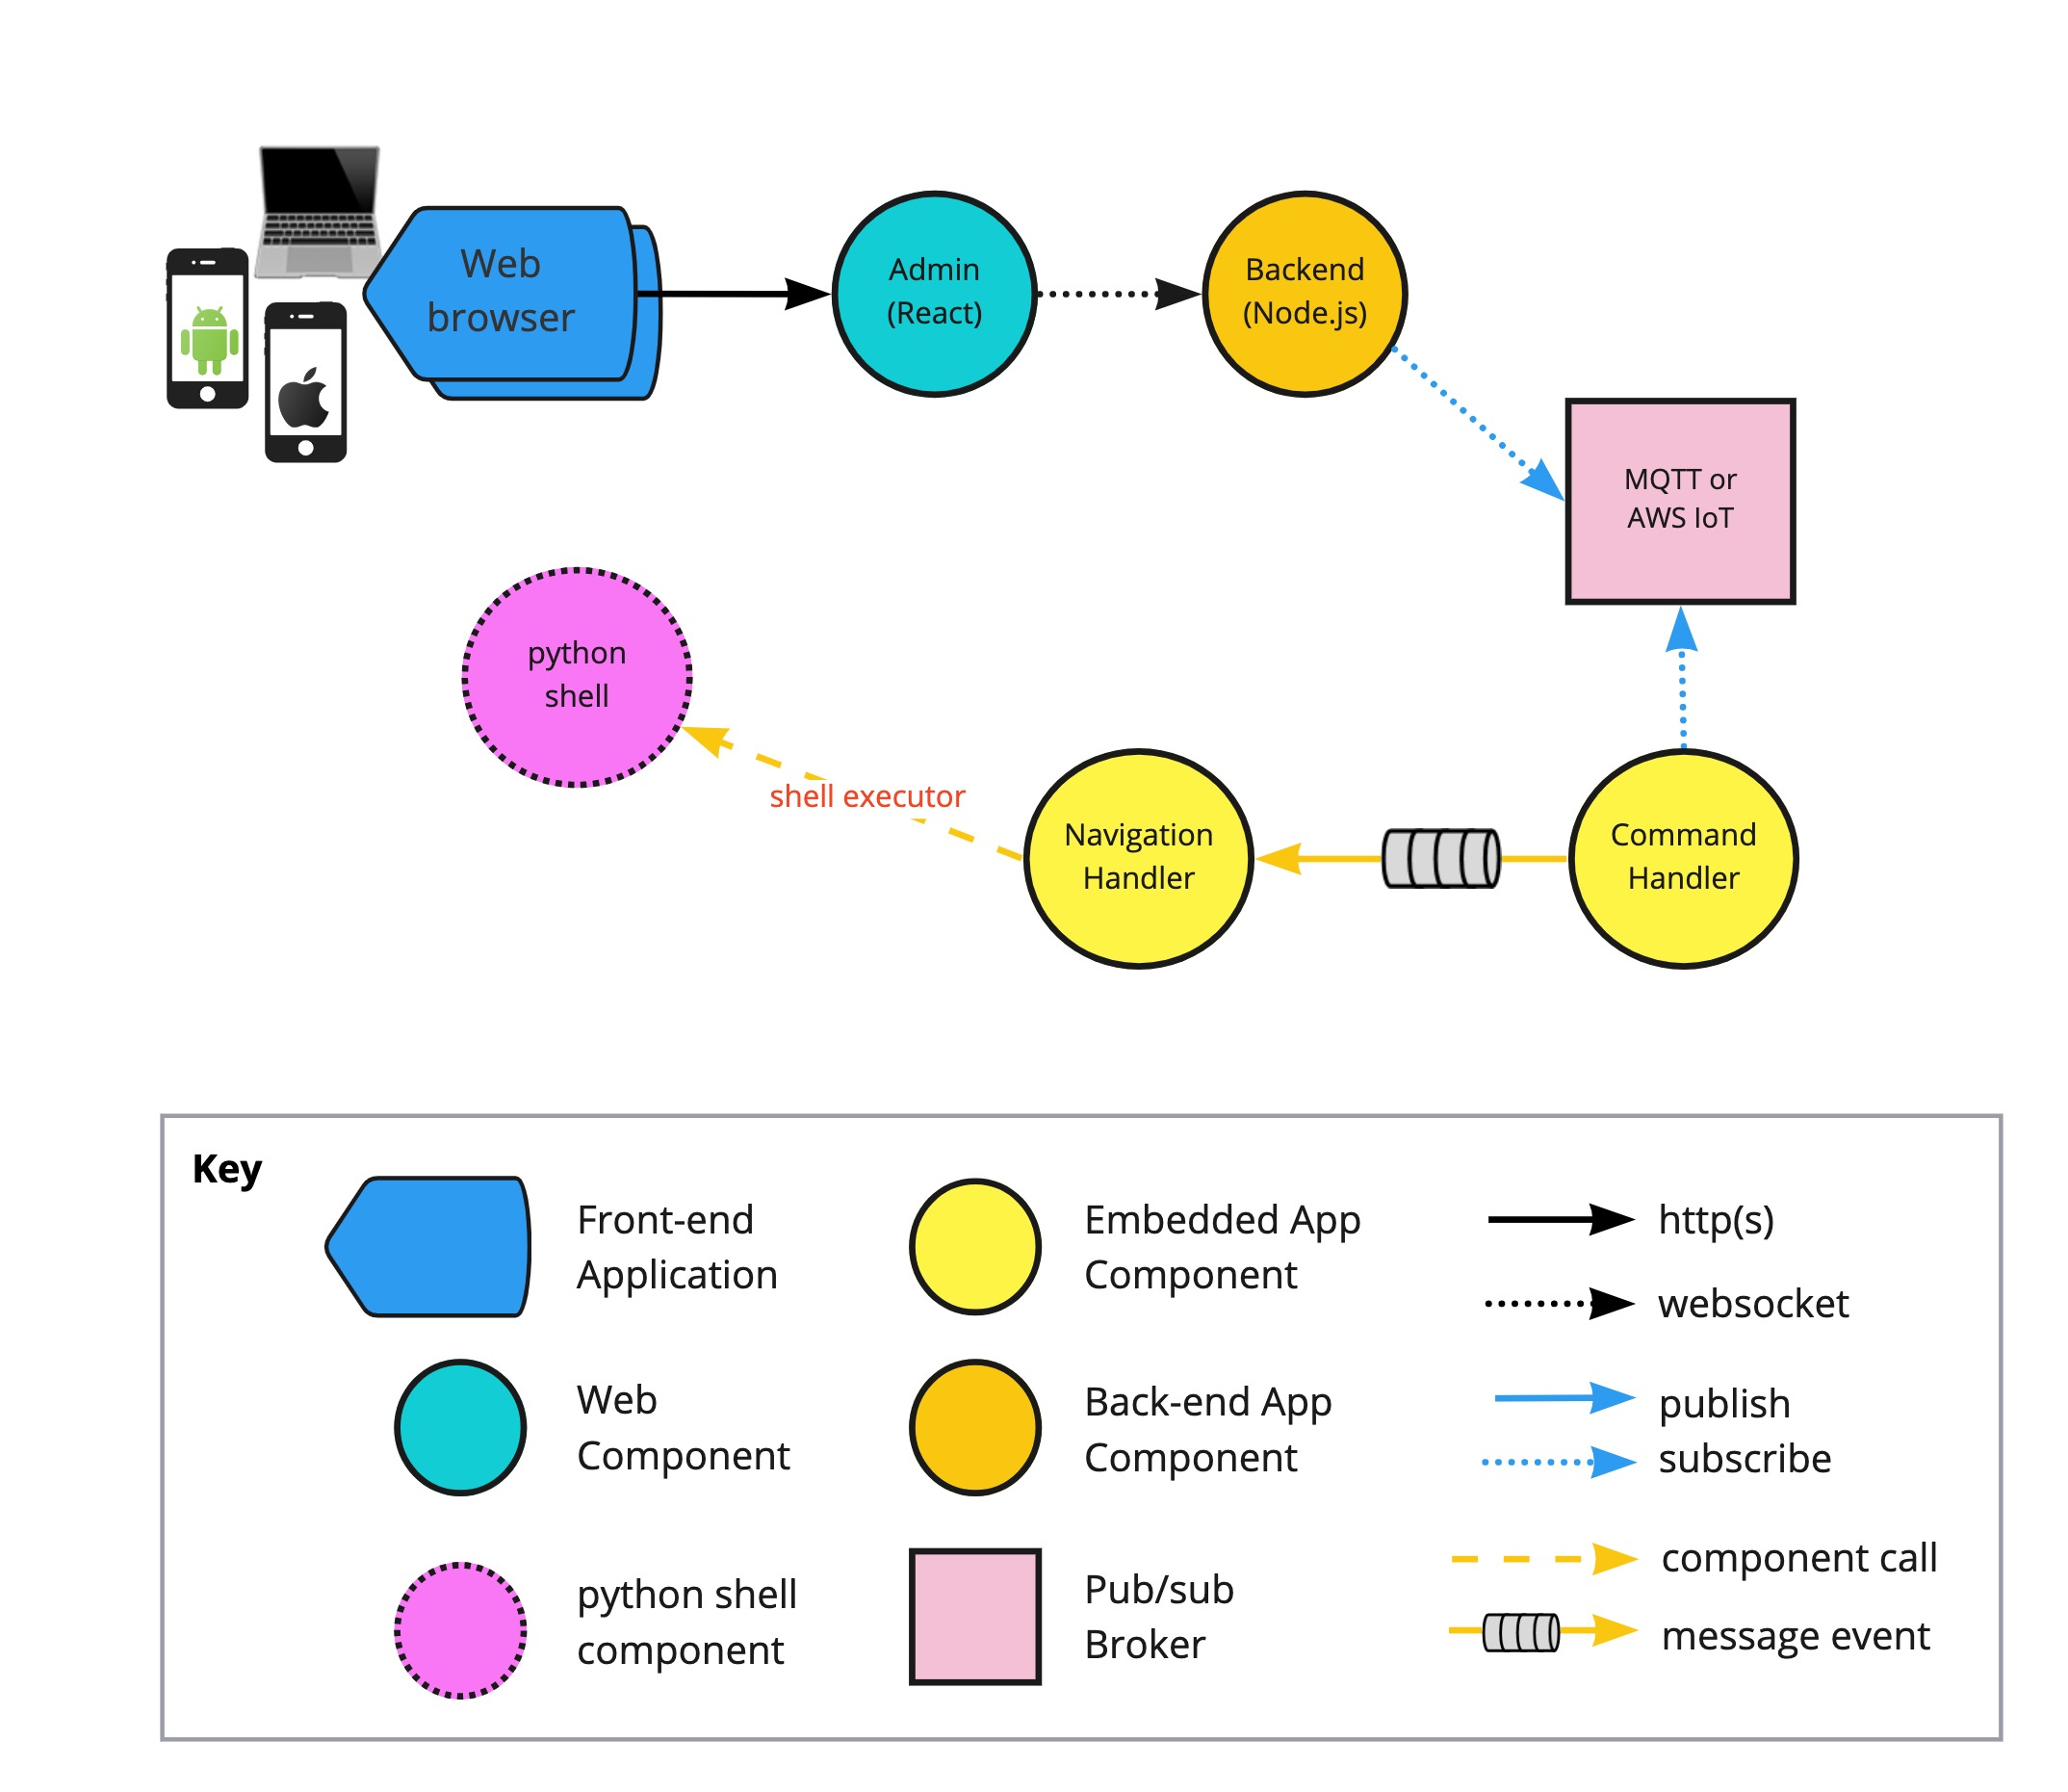 Web
browser
Admin
(React)
Backend
(Node.js)
MQTT or
AWS IoT
python
shell
shell executor
Navigation
Handler
Command
Handler
Key
Front-end
Application
Embedded App
Component
http(s)
websocket
Web
Component
Back-end App
Component
publish
subscribe
python shell
component
Pub/sub
Broker
component call
message event